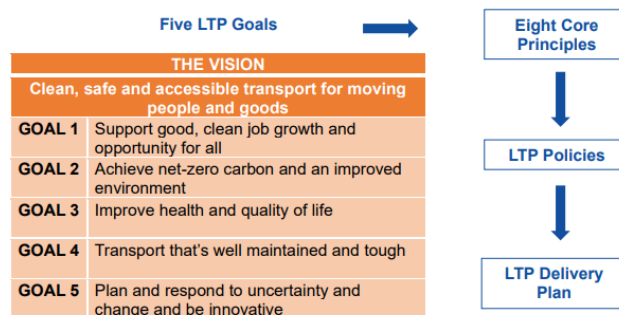 Five LTP Goals
THE VISION
Clean, safe and accessible transport for moving
people and goods
GOAL 1 Support good, clean job growth and
opportunity for all
GOAL 2 Achieve net-zero carbon and an improved
environment
GOAL 3 Improve health and quality of life
GOAL 4 Transport that's well maintained and tough
GOAL 5 Plan and respond to uncertainty and
change and be innovative
Eight Core
Principles
LTP Policies
LTP Delivery
Plan